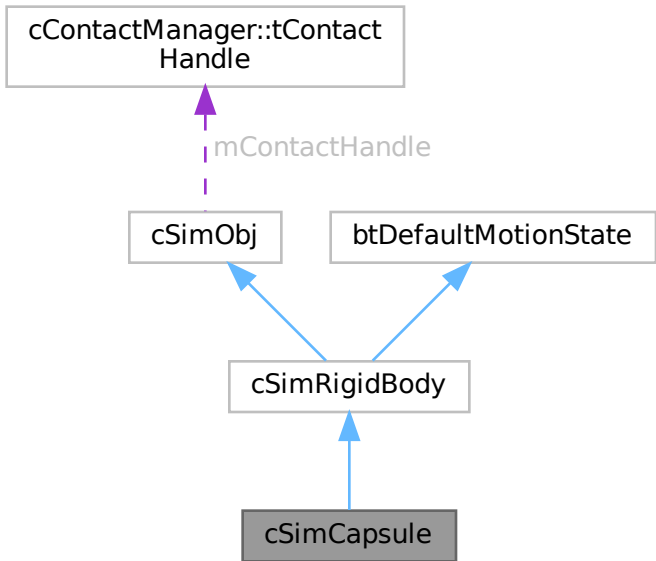 cContactManager::tContact
Handle
mContactHandle
cSimObj
btDefaultMotionState
cSimRigidBody
cSimCapsule